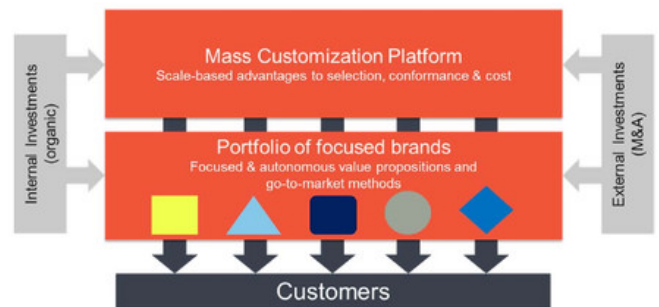 Mass Customization Platform
Scale-based advantages to selection, conformance & cost
Internal Investments
(organic)
External Investments
(M&A)
Portfolio of focused brands
Focused & autonomous value propositions and
go-to-market methods
Customers